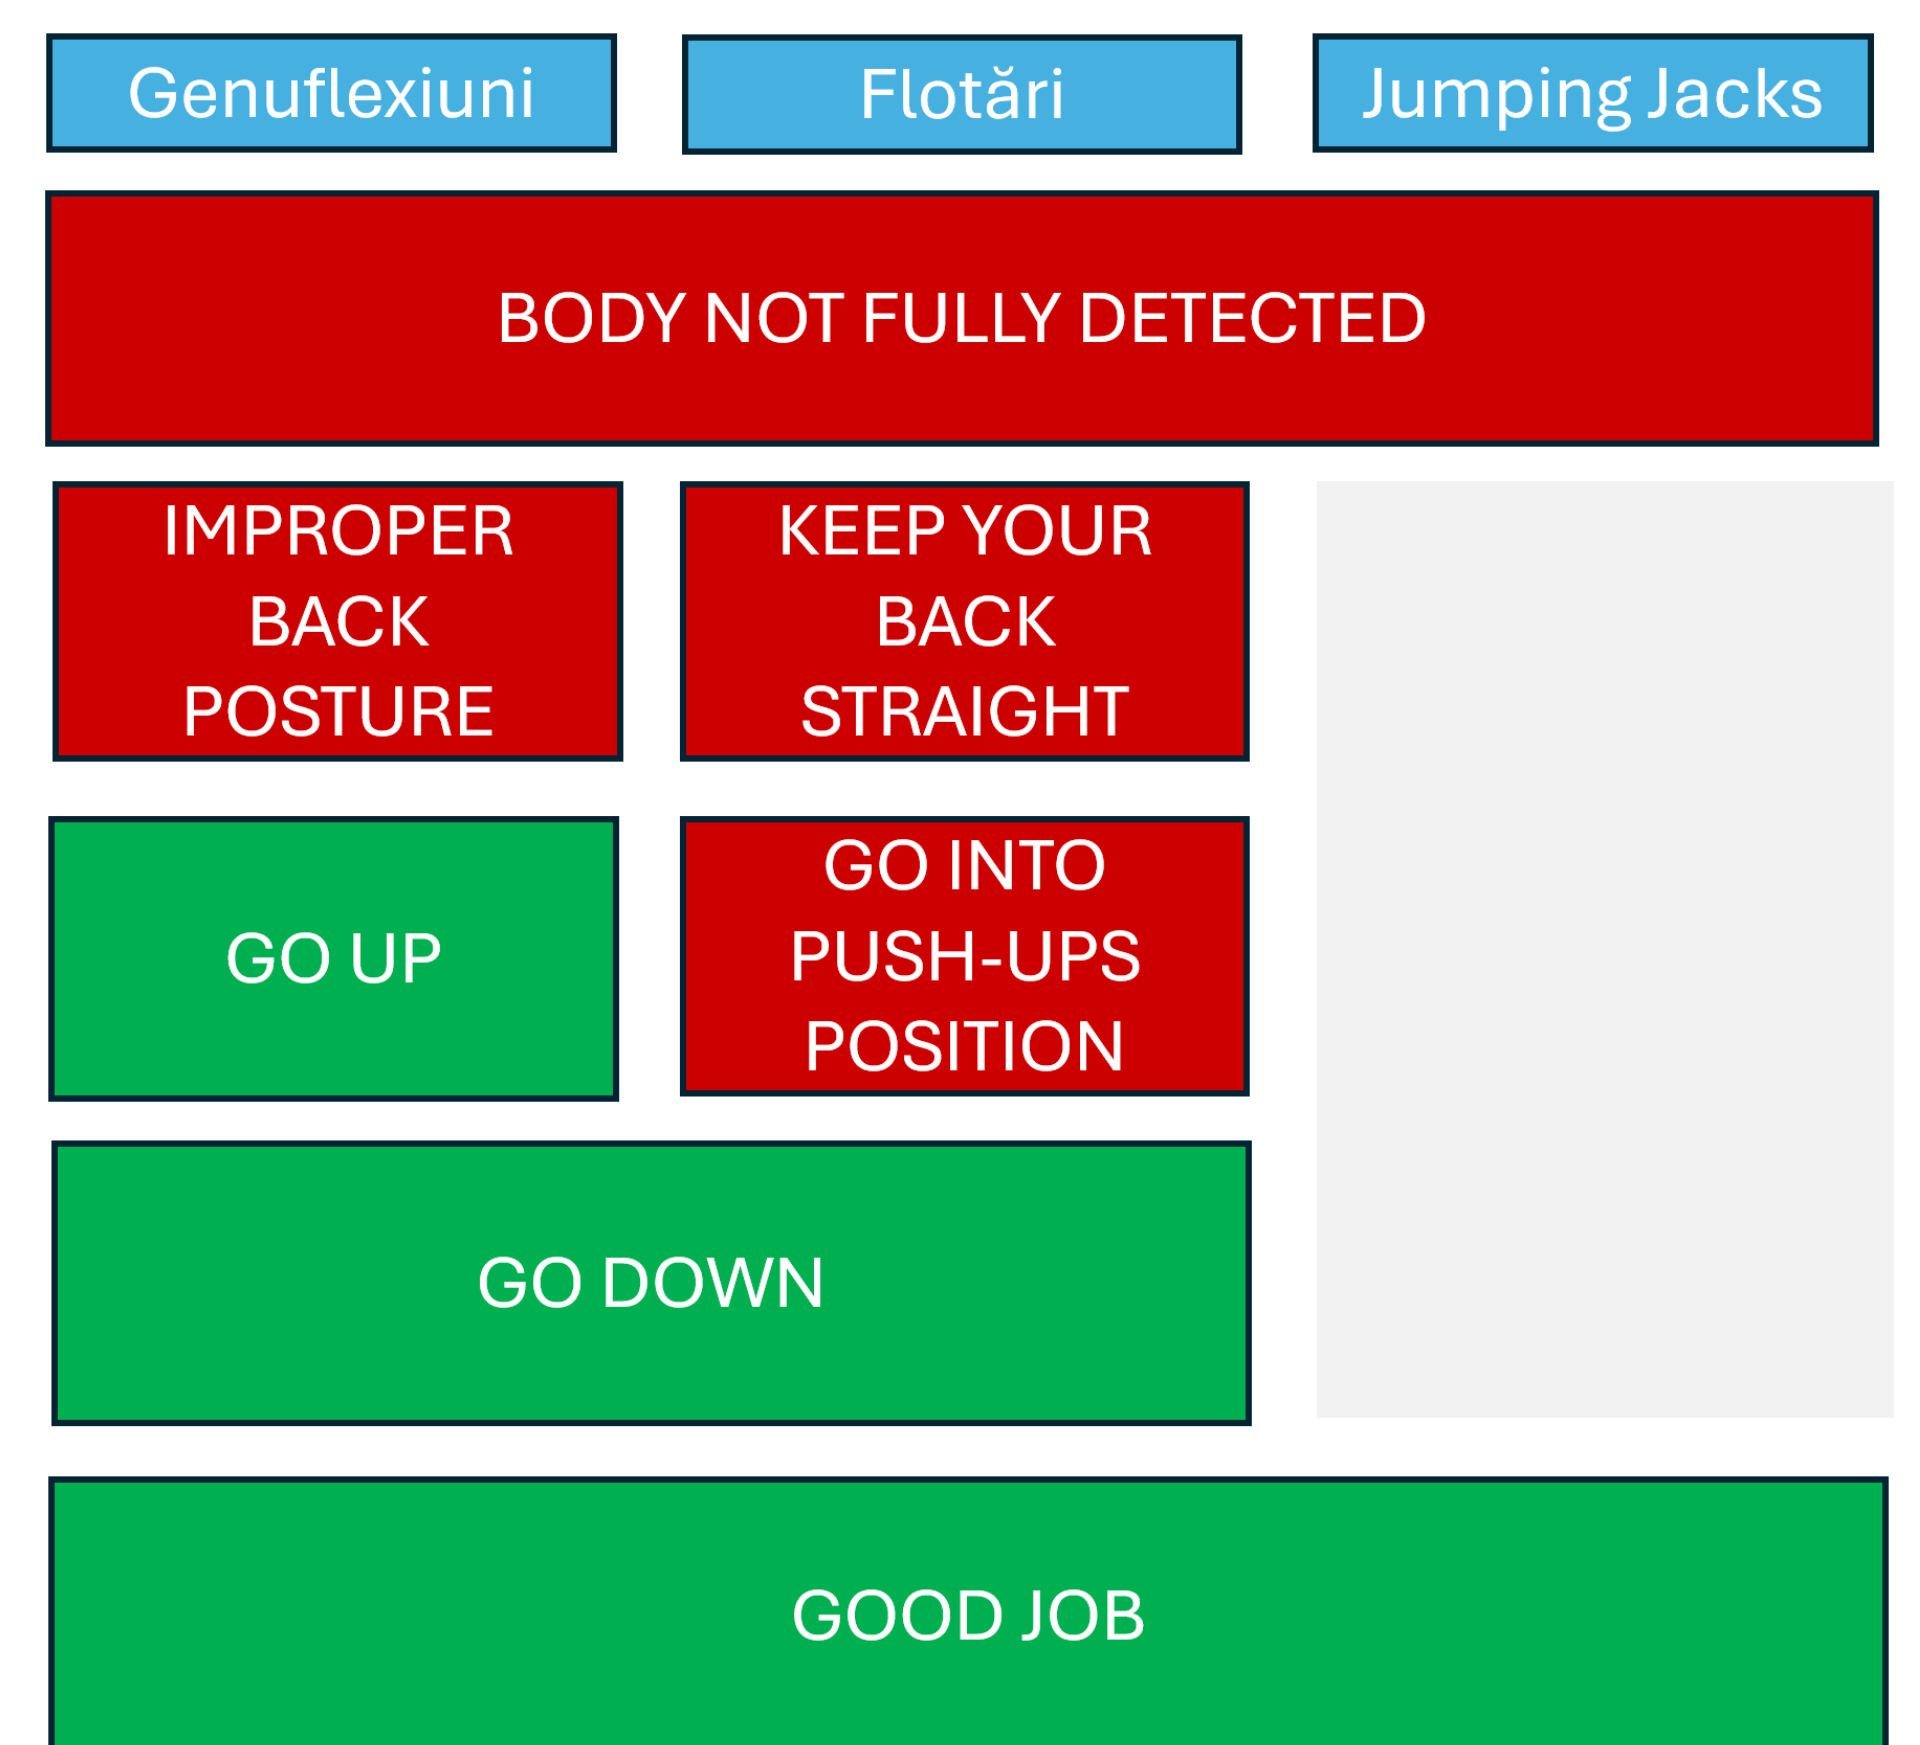 Genuflexiuni
Flotări
Jumping Jacks
BODY NOT FULLY DETECTED
IMPROPER
BACK
POSTURE
KEEP YOUR
BACK
STRAIGHT
GO UP
GO INTO
PUSH-UPS
POSITION
GO DOWN
GOOD JOB